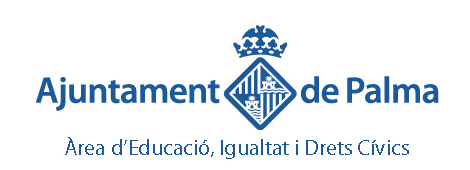 Ajuntament de Palma
Àrea d'Educació, Igualtat i Drets Cívics